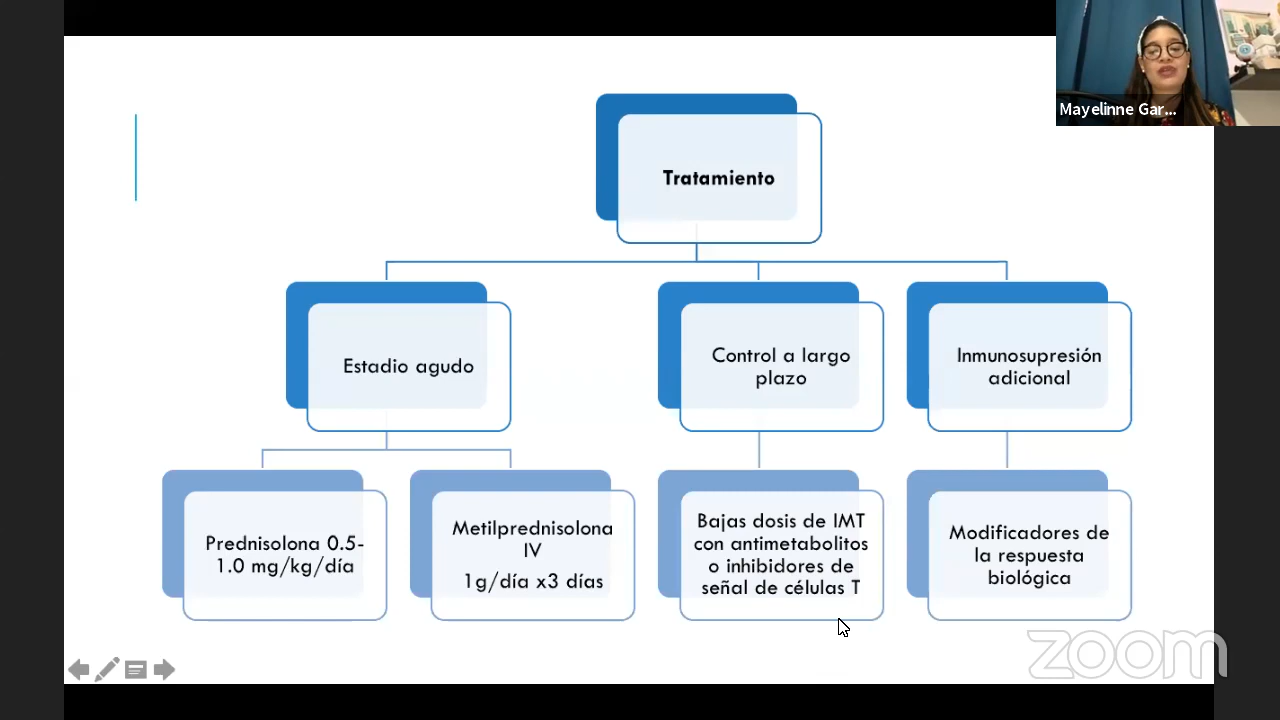 Mayelinne Gar...
Tratamiento
Estadio agudo
Control a largo
plazo
Inmunosupresión
adicional
Prednisolona 0.5-
1.0 mg/kg/día
Metilprednisolona
IV
1g/día x3 días
Bajas dosis de IMT
con antimetabolitos
o inhibidores de
señal de células T
Modificadores de
la respuesta
biológica
zoom